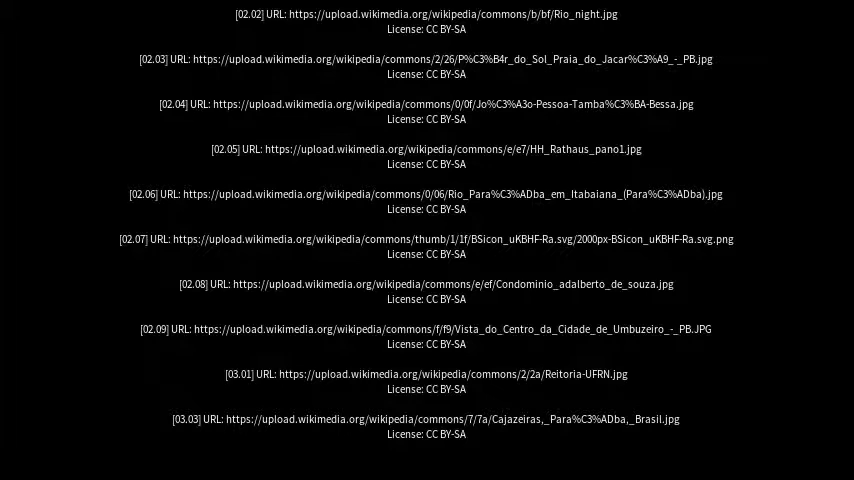 [02.02] URL: https://upload.wikimedia.org/wikipedia/commons/b/bf/Rio_night.jpg
License: CC BY-SA
[02.03] URL: https://upload.wikimedia.org/wikipedia/commons/2/26/P%C3%B4r_do_Sol_Praia_do_Jacar%C3%A9_-_PB.jpg
License: CC BY-SA
[02.04] URL: https://upload.wikimedia.org/wikipedia/commons/0/0f/Jo%C3%A3o-Pessoa-Tamba%C3%BA-Bessa.jpg
License: CC BY-SA
[02.05] URL: https://upload.wikimedia.org/wikipedia/commons/e/e7/HH_Rathaus_pano1.jpg
License: CC BY-SA
[02.06] URL: https://upload.wikimedia.org/wikipedia/commons/0/06/Rio_Para%C3%ADba_em_Itabaiana_(Para%C3%ADba).jpg
License: CC BY-SA
[02.07] URL: https://upload.wikimedia.org/wikipedia/commons/thumb/1/1f/BSicon_uKBHF-Ra.svg/2000px-BSicon_uKBHF-Ra.svg.png
License: CC BY-SA
[02.08] URL: https://upload.wikimedia.org/wikipedia/commons/e/ef/Condominio_adalberto_de_souza.jpg
License: CC BY-SA
[02.09] URL: https://upload.wikimedia.org/wikipedia/commons/f/f9/Vista_do_Centro_da_Cidade_de_Umbuzeiro_-_PB.JPG
License: CC BY-SA
[03.01] URL: https://upload.wikimedia.org/wikipedia/commons/2/2a/Reitoria-UFRN.jpg
License: CC BY-SA
[03.03] URL: https://upload.wikimedia.org/wikipedia/commons/7/7a/Cajazeiras,_Para%C3%ADba,_Brasil.jpg
License: CC BY-SA